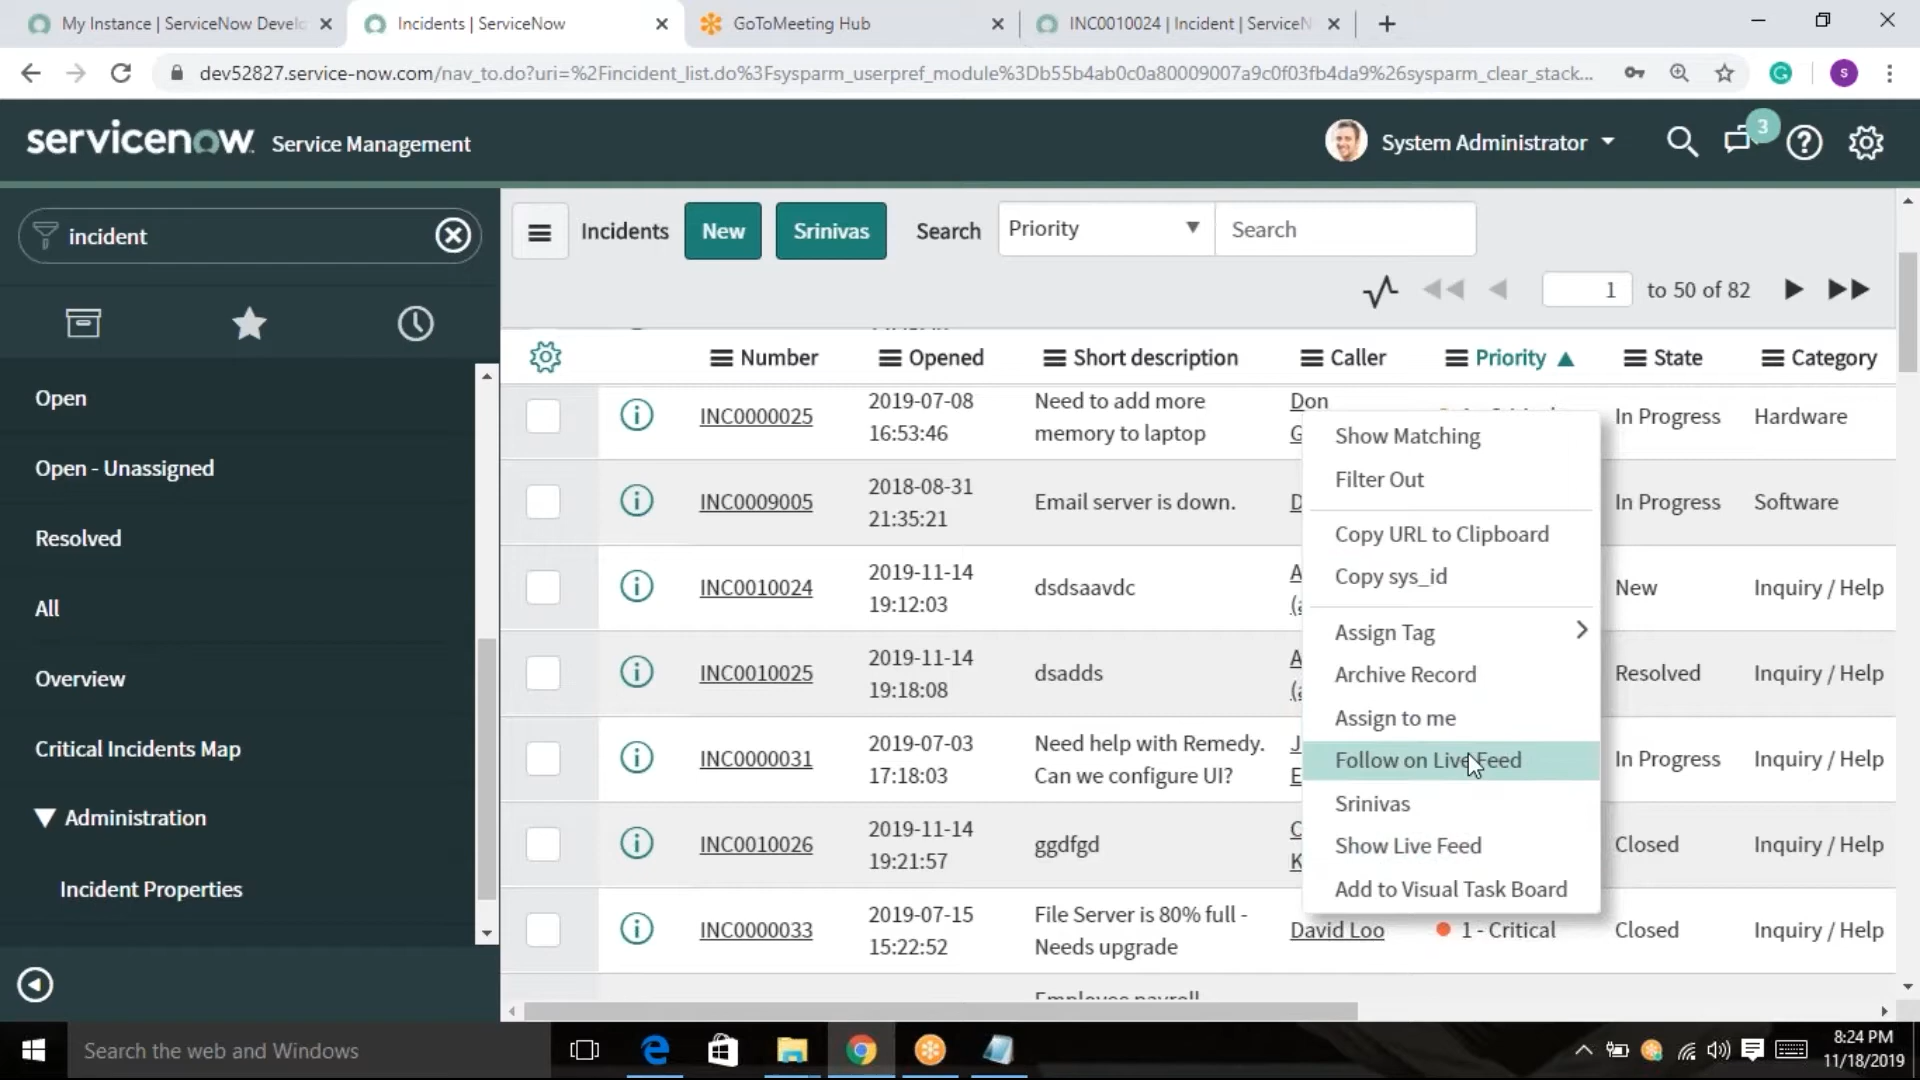 My Instance | ServiceNow Develo
Incidents | ServiceNow
GoToMeeting Hub
INC0010024 | Incident | ServiceN
dev52827.service-now.com/nav_to.do?uri=%2Fincident_list.do%3Fsysparm_userpref_module%3Db55b4ab0c0a80009007a9c0f03fb4da9%26sysparm_clear_stack...
s
servicenow Service Management
System Administrator
3
incident
Incidents
New
Srinivas
Search
Priority
Search
1 to 50 of 82
Open
Open - Unassigned
Resolved
All
Overview
Critical Incidents Map
Administration
Incident Properties
Number Opened Short description Caller Priority State Category
INC0000025 2019-07-08 16:53:46 Need to add more memory to laptop Don In Progress Hardware
INC0009005 2018-08-31 21:35:21 Email server is down. D In Progress Software
INC0010024 2019-11-14 19:12:03 dsdsaavdc A New Inquiry / Help
INC0010025 2019-11-14 19:18:08 dsadds A Resolved Inquiry / Help
INC0000031 2019-07-03 17:18:03 Need help with Remedy. Can we configure UI? J E In Progress Inquiry / Help
INC0010026 2019-11-14 19:21:57 ggdfgd C K Closed Inquiry / Help
INC0000033 2019-07-15 15:22:52 File Server is 80% full - Needs upgrade David Loo 1 - Critical Closed Inquiry / Help
Show Matching
Filter Out
Copy URL to Clipboard
Copy sys_id
Assign Tag
Archive Record
Assign to me
Follow on Live Feed
Srinivas
Show Live Feed
Add to Visual Task Board
Search the web and Windows
8:24 PM
11/18/2019